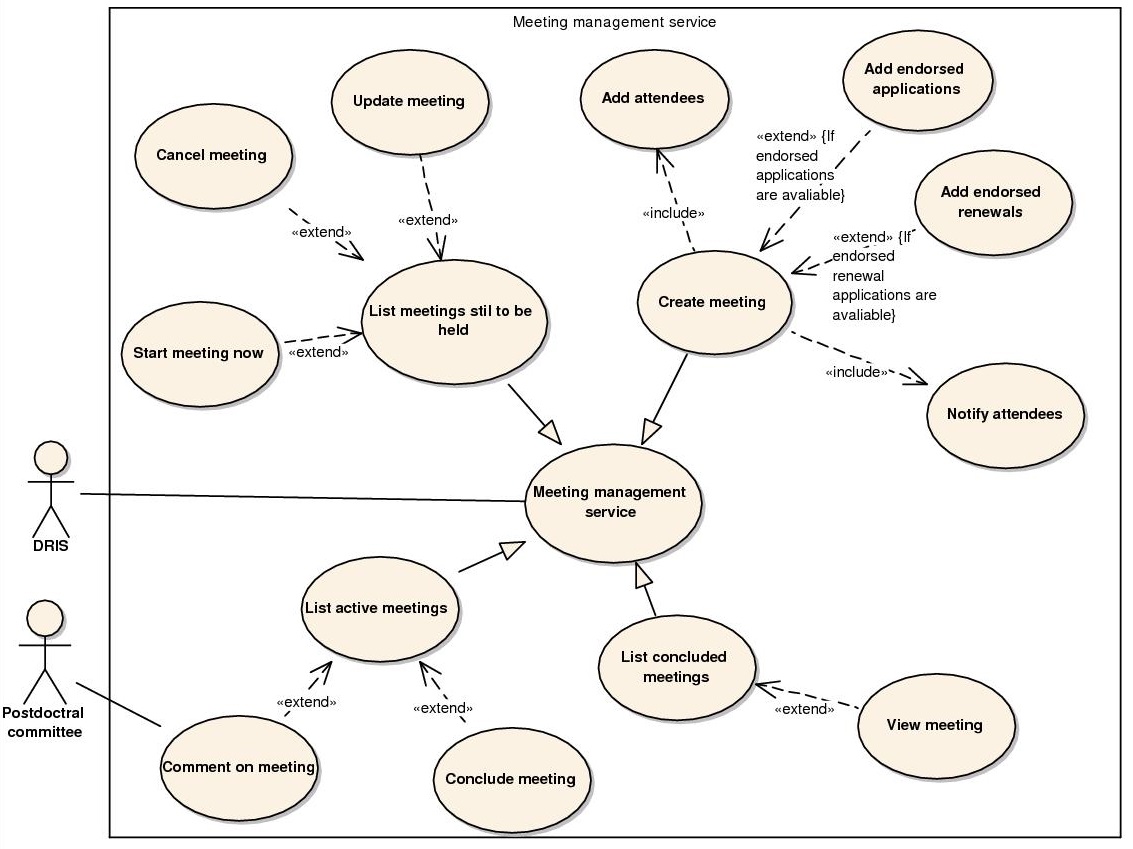 Meeting management service
Add endorsed
applications
Update meeting
Add attendees
Cancel meeting
«extend» {If
endorsed
applications
are avaliable}
Add endorsed
renewals
«extend»
«extend»
«include»
«extend» {If
endorsed
renewal
applications are
avaliable}
List meetings stil to be
held
Create meeting
Start meeting now
«extend»
«include»
Notify attendees
Meeting management
service
DRIS
List active meetings
List concluded
meetings
«extend»
«extend»
«extend»
Postdoctral
committee
View meeting
Comment on meeting
Conclude meeting